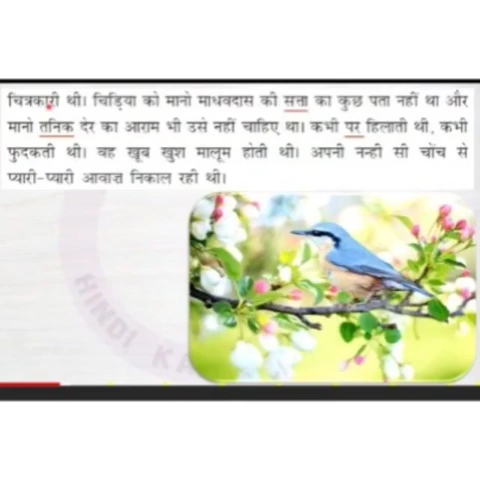 चित्रकारी थी। चिड़िया को मानो माधवदास की सत्ता का कुछ पता नहीं था और
मानो तनिक देर का आराम भी उसे नहीं चाहिए था। कभी पर हिलाती थी, कभी
फुदकती थी। वह खूब खुश मालूम होती थी। अपनी नन्ही सी चोंच से
प्यारी-प्यारी आवाज़ निकाल रही थी।
HINDI